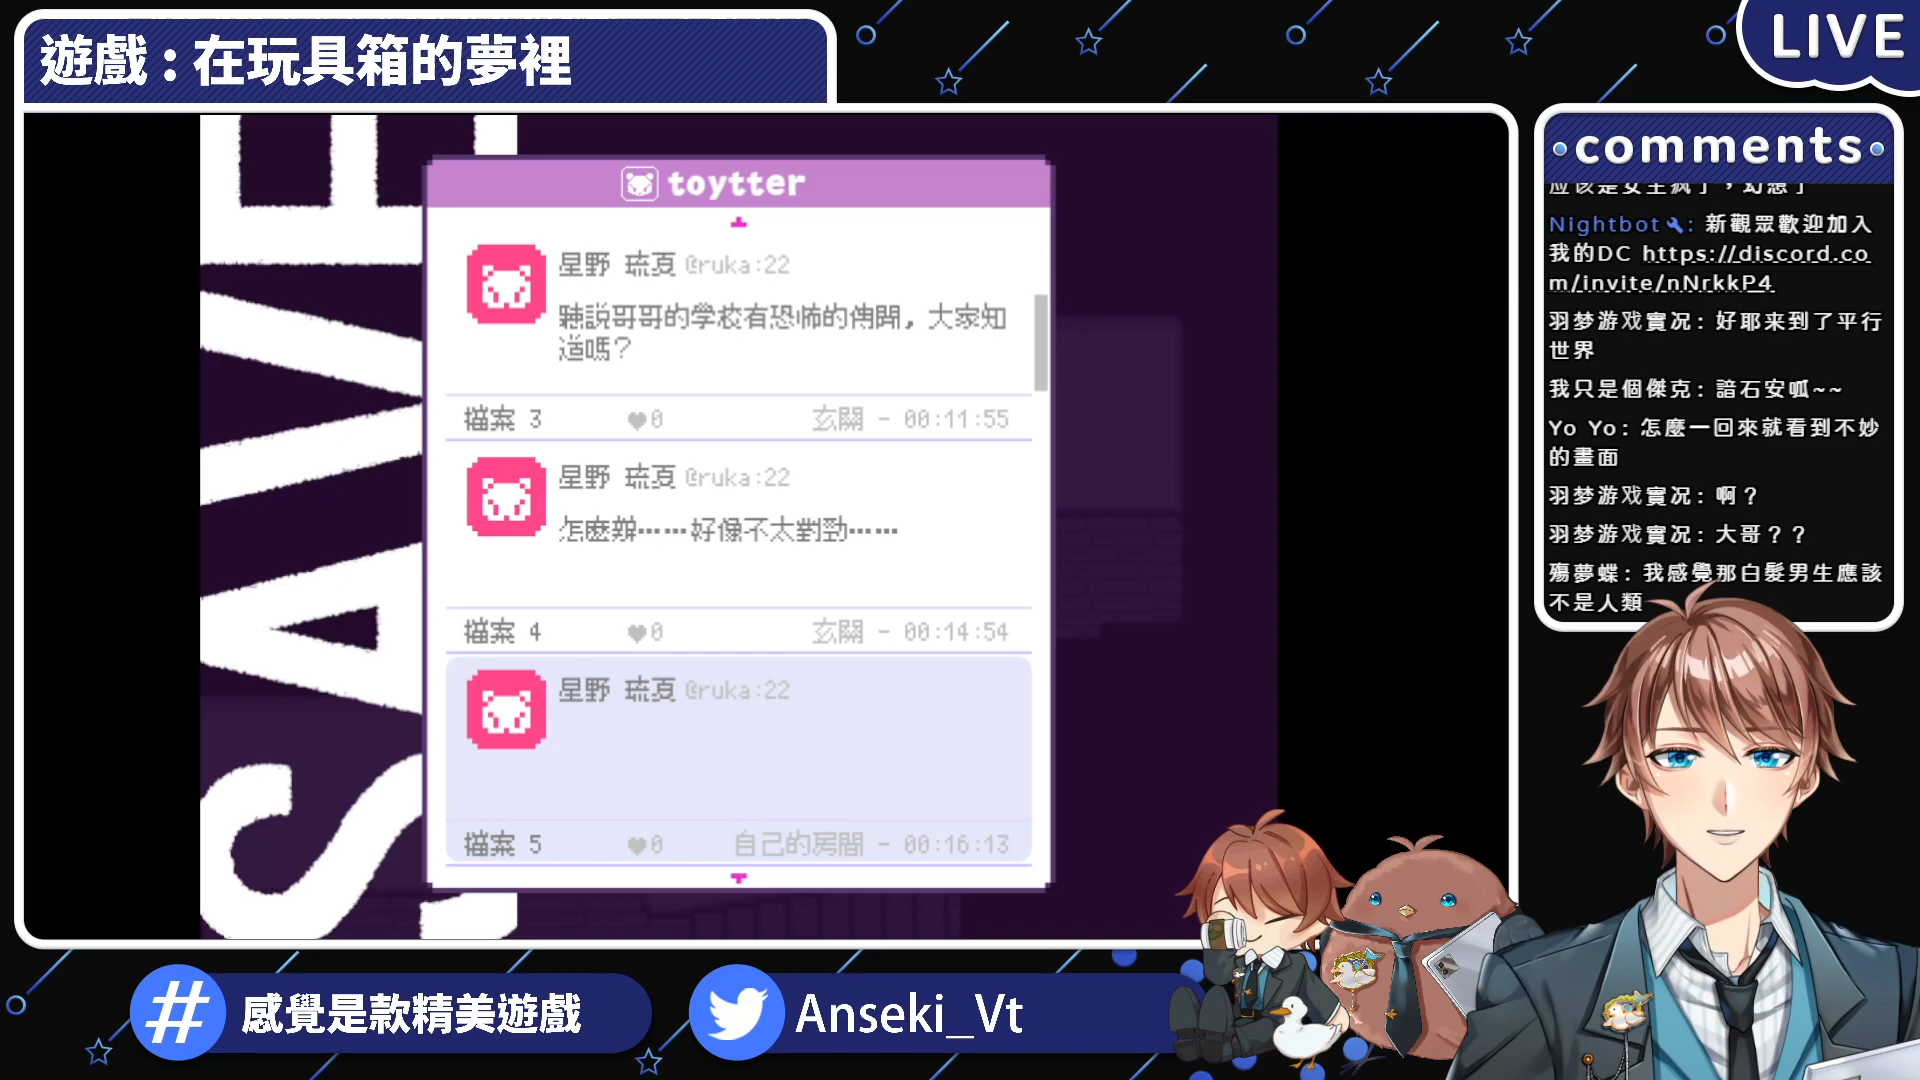 遊戲：在玩具箱的夢裡
LIVE
SAVE
toytter
星野 琉夏 @ruka:22
聽説哥哥的学校有恐怖的傳聞，大家知
道嗎？
檔案 3 ♥0 玄關 - 00:11:55
星野 琉夏 @ruka:22
怎麼辦……好像不太對勁……
檔案 4 ♥0 玄關 - 00:14:54
星野 琉夏 @ruka:22
檔案 5 ♥0 自己的房間 - 00:16:13
comments
Nightbot: 新觀眾歡迎加入
我的DC https://discord.co
m/invite/nNrkkP4
羽梦游戏實况: 好耶来到了平行
世界
我只是個傑克: 諳石安呱~~
Yo Yo: 怎麼一回來就看到不妙
的畫面
羽梦游戏實况: 啊？
羽梦游戏實况: 大哥？？
殤夢蝶: 我感覺那白髮男生應該
不是人類
# 感覺是款精美遊戲
Anseki_Vt